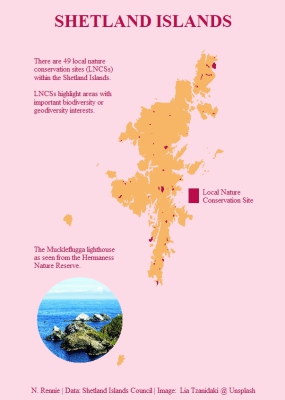 SHETLAND ISLANDS
There are 49 local nature
conservation sites (LNCSs)
within the Shetland Islands.
LNCSs highlight areas with
important biodiversity or
geodiversity interests.
Local Nature
Conservation Site
The Muckleflugga lighthouse
as seen from the Hermaness
Nature Reserve.
N. Rennie | Data: Shetland Islands Council | Image: Lia Tzanidaki @ Unsplash